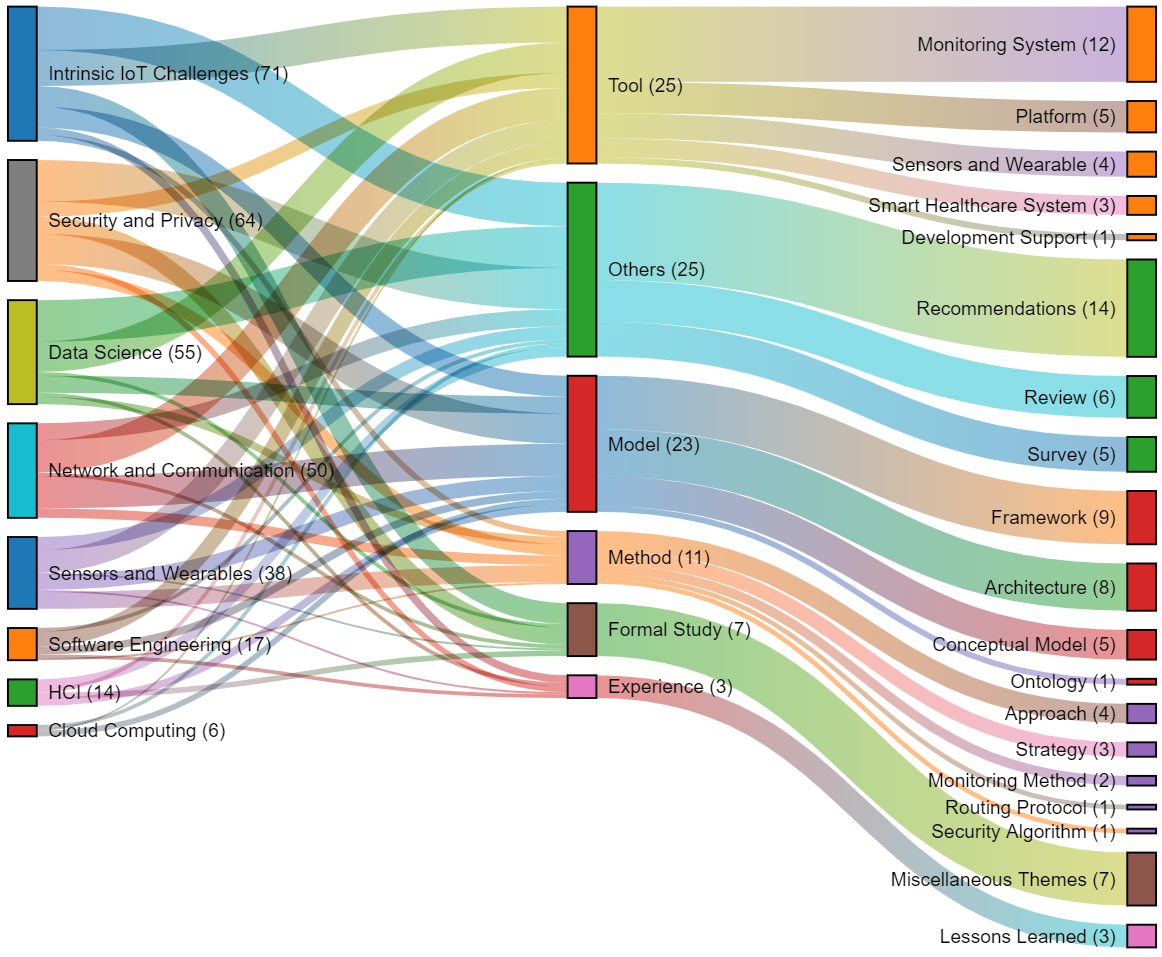 Intrinsic IoT Challenges (71)
Security and Privacy (64)
Data Science (55)
Network and Communication (50)
Sensors and Wearables (38)
Software Engineering (17)
HCI (14)
Cloud Computing (6)
Tool (25)
Others (25)
Model (23)
Method (11)
Formal Study (7)
Experience (3)
Monitoring System (12)
Platform (5)
Sensors and Wearable (4)
Smart Healthcare System (3)
Development Support (1)
Recommendations (14)
Review (6)
Survey (5)
Framework (9)
Architecture (8)
Conceptual Model (5)
Ontology (1)
Approach (4)
Strategy (3)
Monitoring Method (2)
Routing Protocol (1)
Security Algorithm (1)
Miscellaneous Themes (7)
Lessons Learned (3)